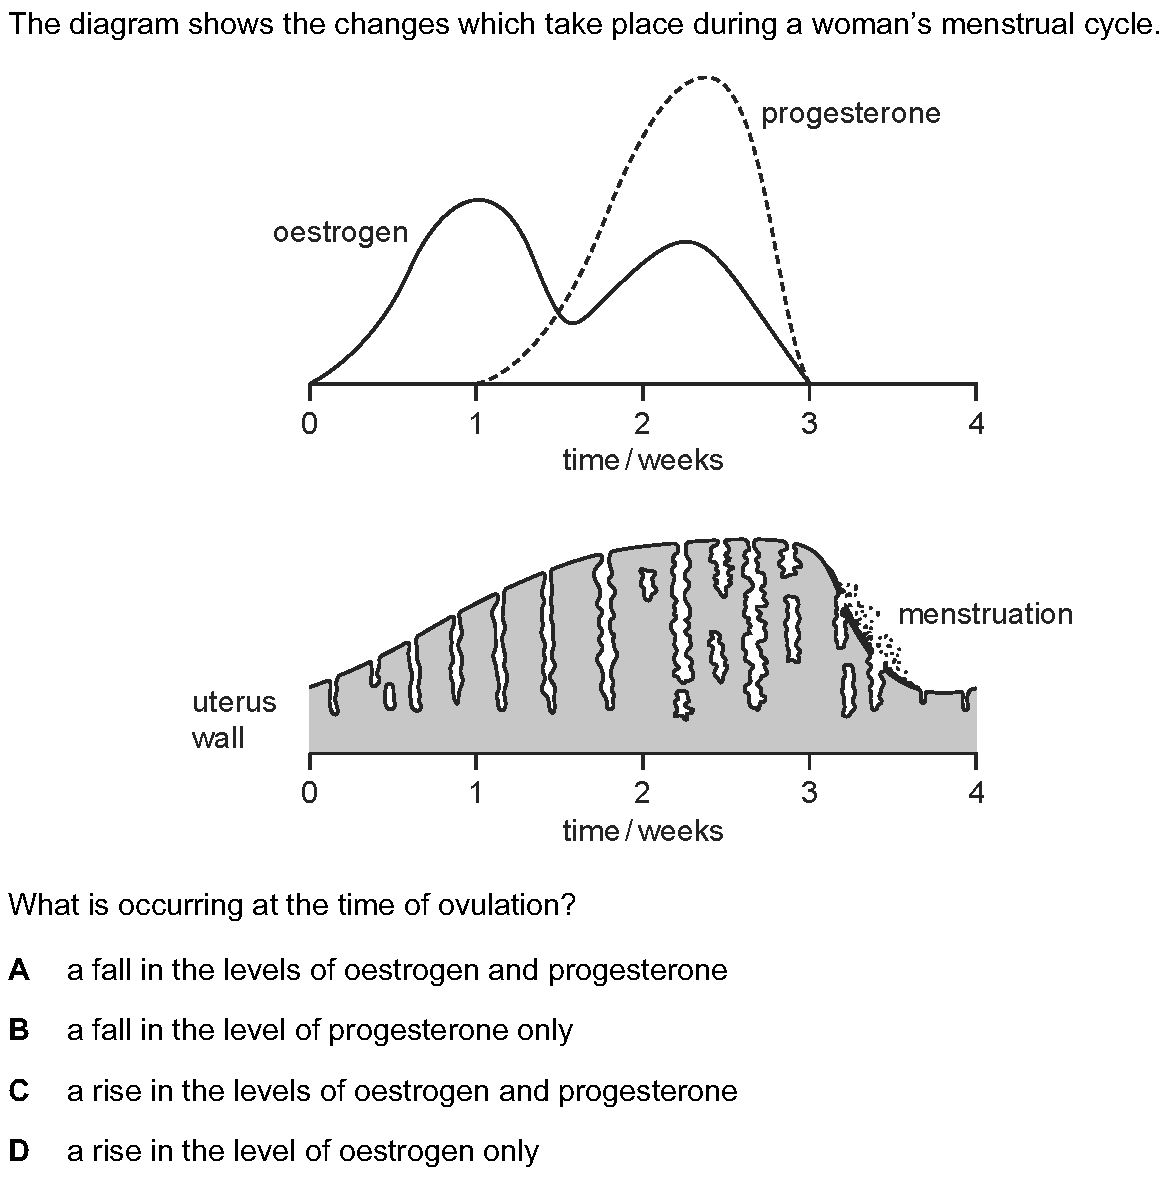 The diagram shows the changes which take place during a woman's menstrual cycle.
progesterone
oestrogen
0 1 2 3 4
time / weeks
menstruation
uterus
wall
0 1 2 3 4
time / weeks
What is occurring at the time of ovulation?
A a fall in the levels of oestrogen and progesterone
B a fall in the level of progesterone only
C a rise in the levels of oestrogen and progesterone
D a rise in the level of oestrogen only